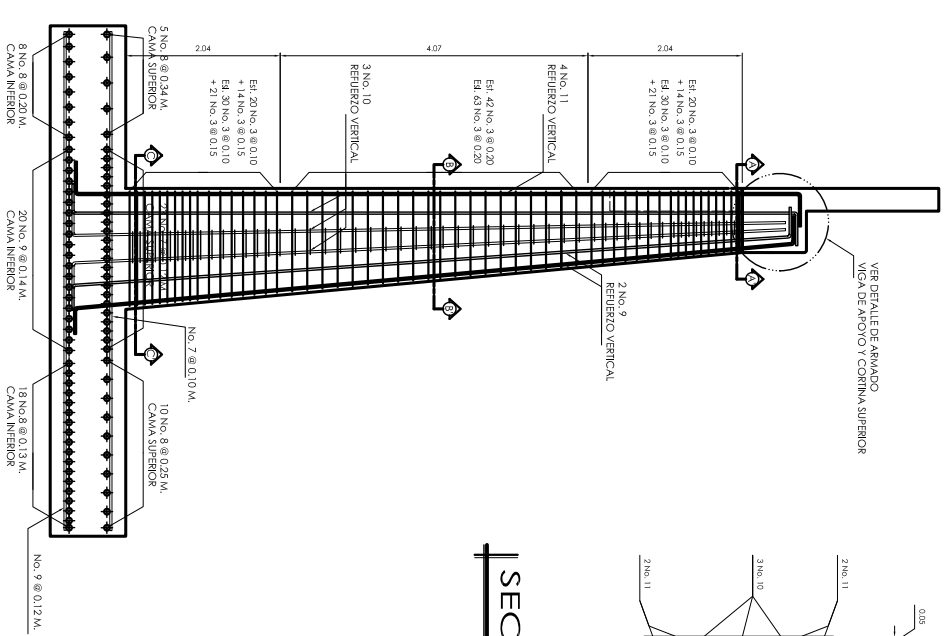 VER DETALLE DE ARMADO
VIGA DE APOYO Y CORTINA SUPERIOR
0.05
2 No. 11
3 No. 10
2 No. 11
2.04
4.07
2.04
Est. 20 No. 3 @ 0.10
+ 14 No. 3 @ 0.15
Est. 30 No. 3 @ 0.10
+ 21 No. 3 @ 0.15
A
A
2 No. 9
REFUERZO VERTICAL
4 No. 11
REFUERZO VERTICAL
Est. 42 No. 3 @ 0.20
Est. 63 No. 3 @ 0.20
B
B'
SEC
3 No. 10
REFUERZO VERTICAL
Est. 20 No. 3 @ 0.10
+ 14 No. 3 @ 0.15
Est. 30 No. 3 @ 0.10
+ 21 No. 3 @ 0.15
C
C
No. 7 @ 0.10 M.
5 No. 8 @ 0.34 M.
CAMA SUPERIOR
CAMA SUPERIOR
10 No. 8 @ 0.25 M.
CAMA SUPERIOR
8 No. 8 @ 0.20 M.
CAMA INFERIOR
20 No. 9 @ 0.14 M.
CAMA INFERIOR
18 No.8 @ 0.13 M.
CAMA INFERIOR
No. 9 @ 0.12 M.